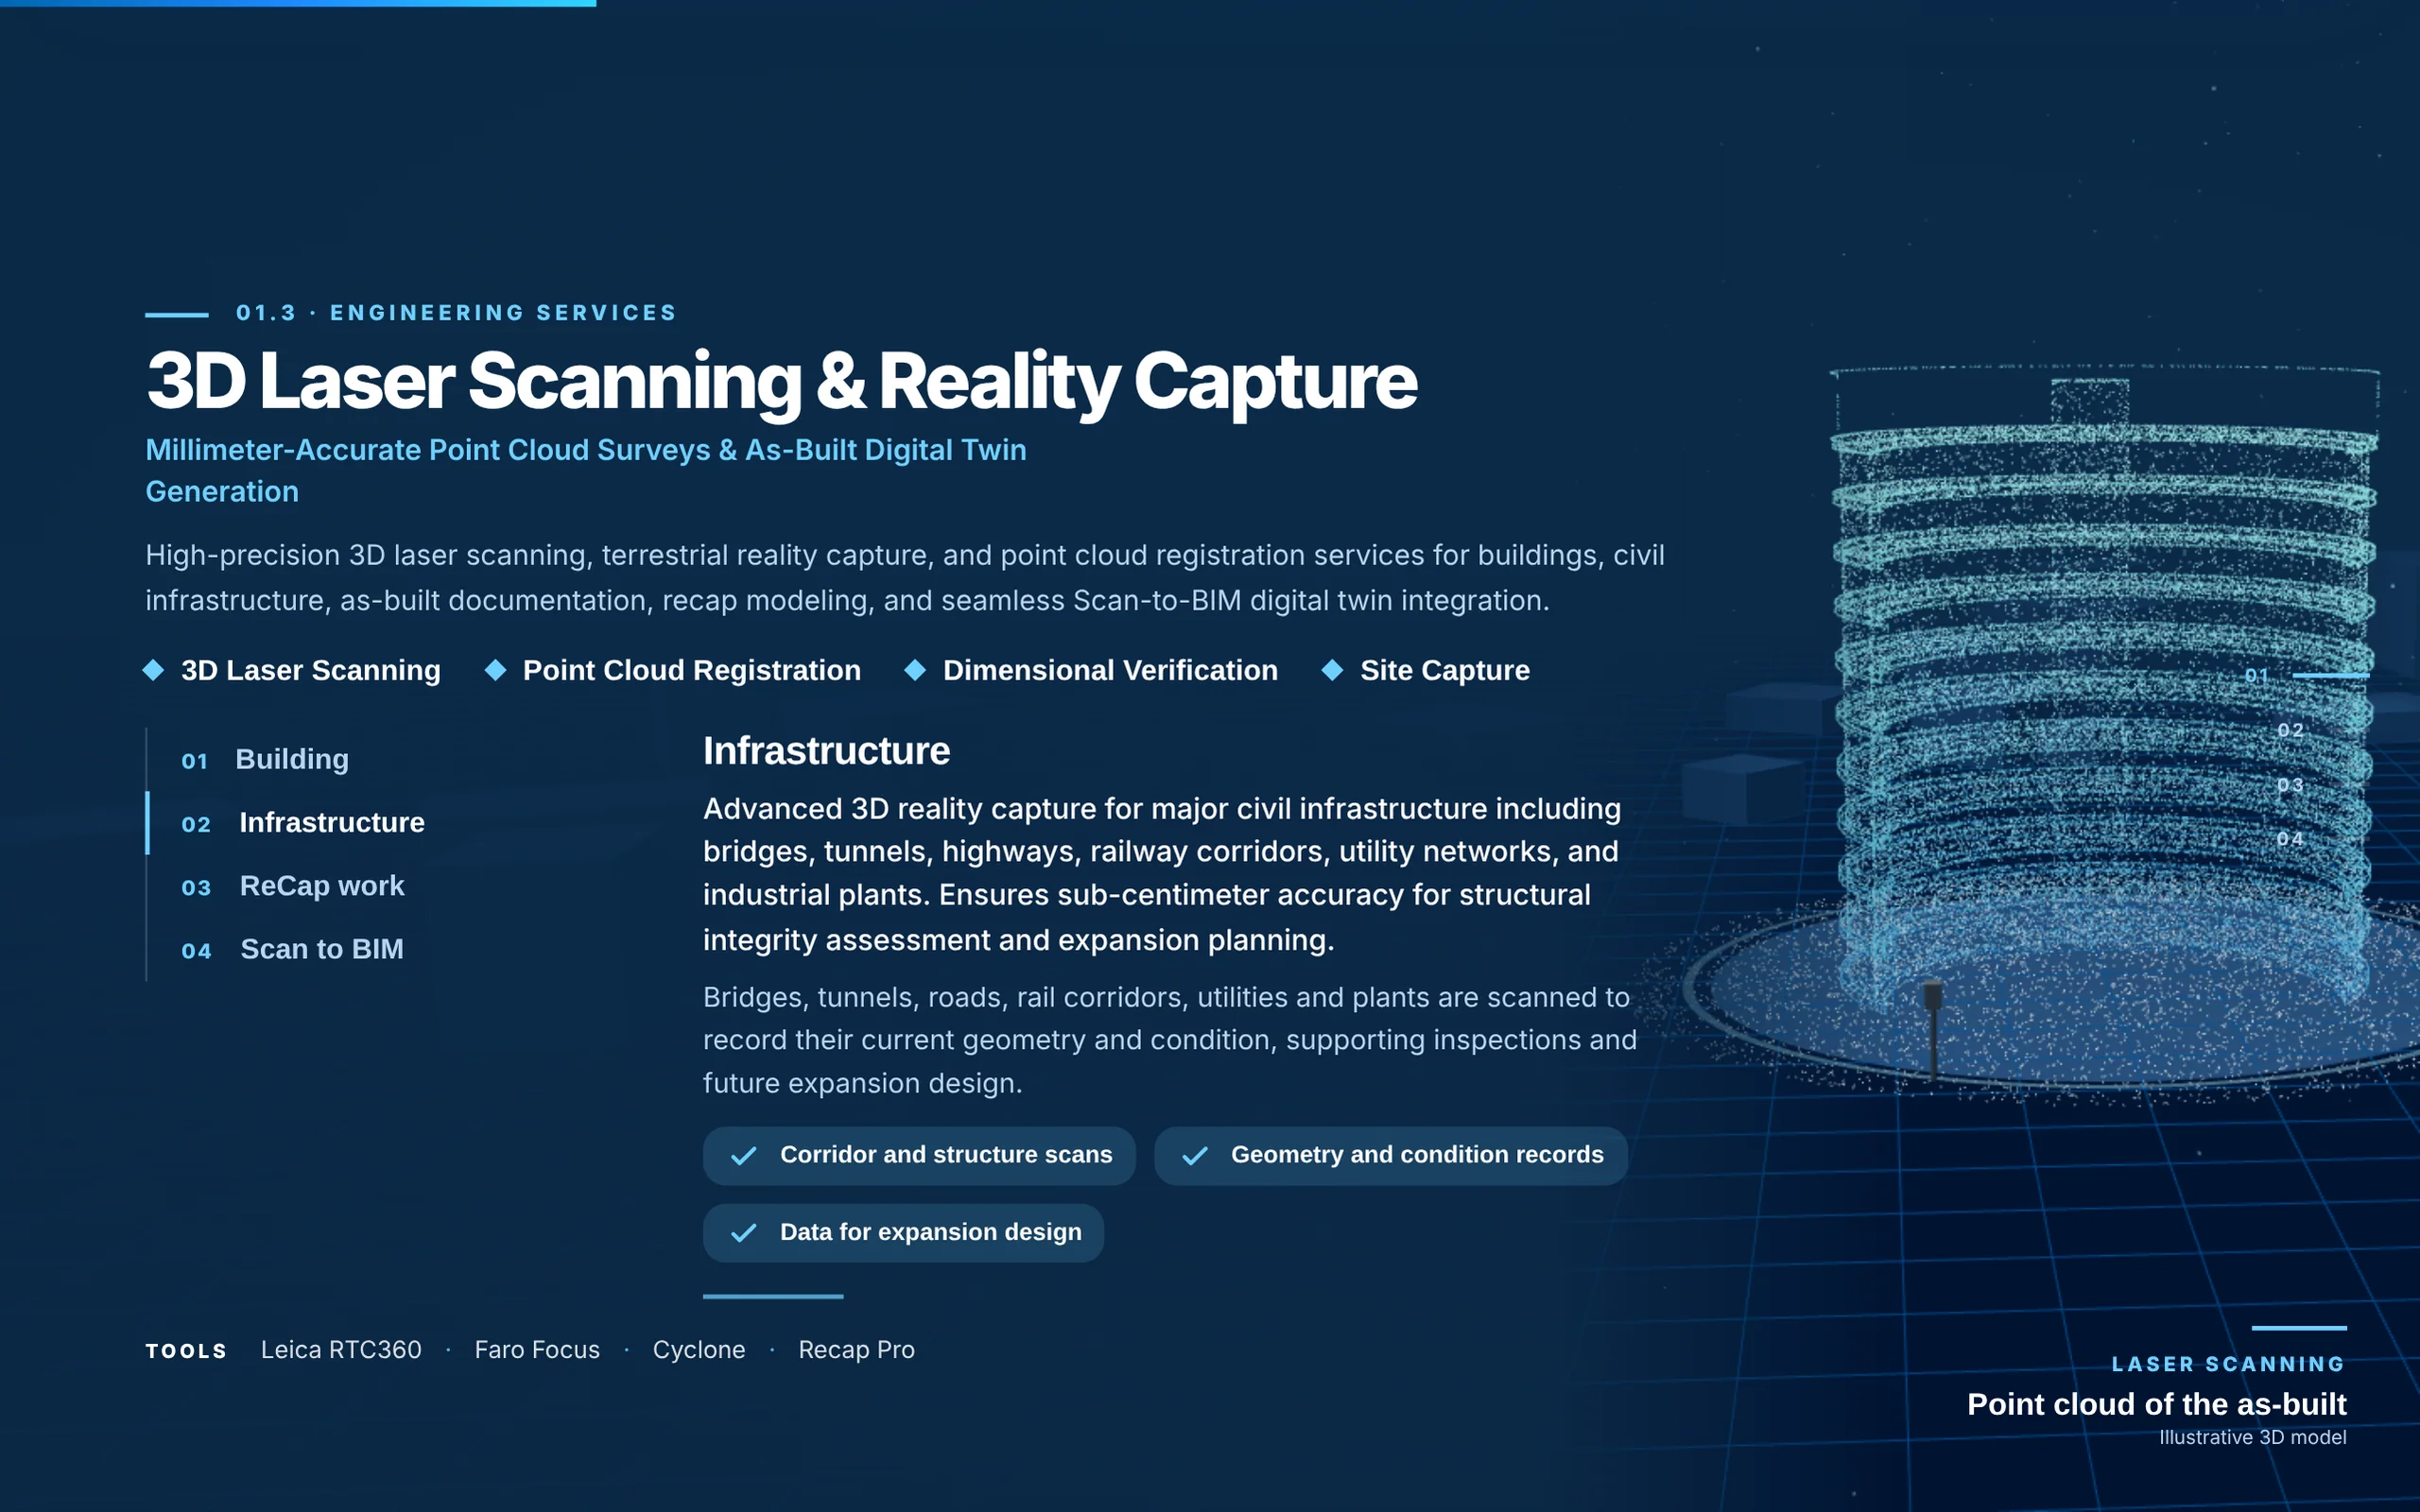 01.3 · ENGINEERING SERVICES
3D Laser Scanning & Reality Capture
Millimeter-Accurate Point Cloud Surveys & As-Built Digital Twin
Generation
High-precision 3D laser scanning, terrestrial reality capture, and point cloud registration services for buildings, civil
infrastructure, as-built documentation, recap modeling, and seamless Scan-to-BIM digital twin integration.
3D Laser Scanning
Point Cloud Registration
Dimensional Verification
Site Capture
01 Building
02 Infrastructure
03 ReCap work
04 Scan to BIM
Infrastructure
Advanced 3D reality capture for major civil infrastructure including
bridges, tunnels, highways, railway corridors, utility networks, and
industrial plants. Ensures sub-centimeter accuracy for structural
integrity assessment and expansion planning.
Bridges, tunnels, roads, rail corridors, utilities and plants are scanned to
record their current geometry and condition, supporting inspections and
future expansion design.
Corridor and structure scans
Geometry and condition records
Data for expansion design
TOOLS Leica RTC360 · Faro Focus · Cyclone · Recap Pro
01
02
03
04
LASER SCANNING
Point cloud of the as-built
Illustrative 3D model